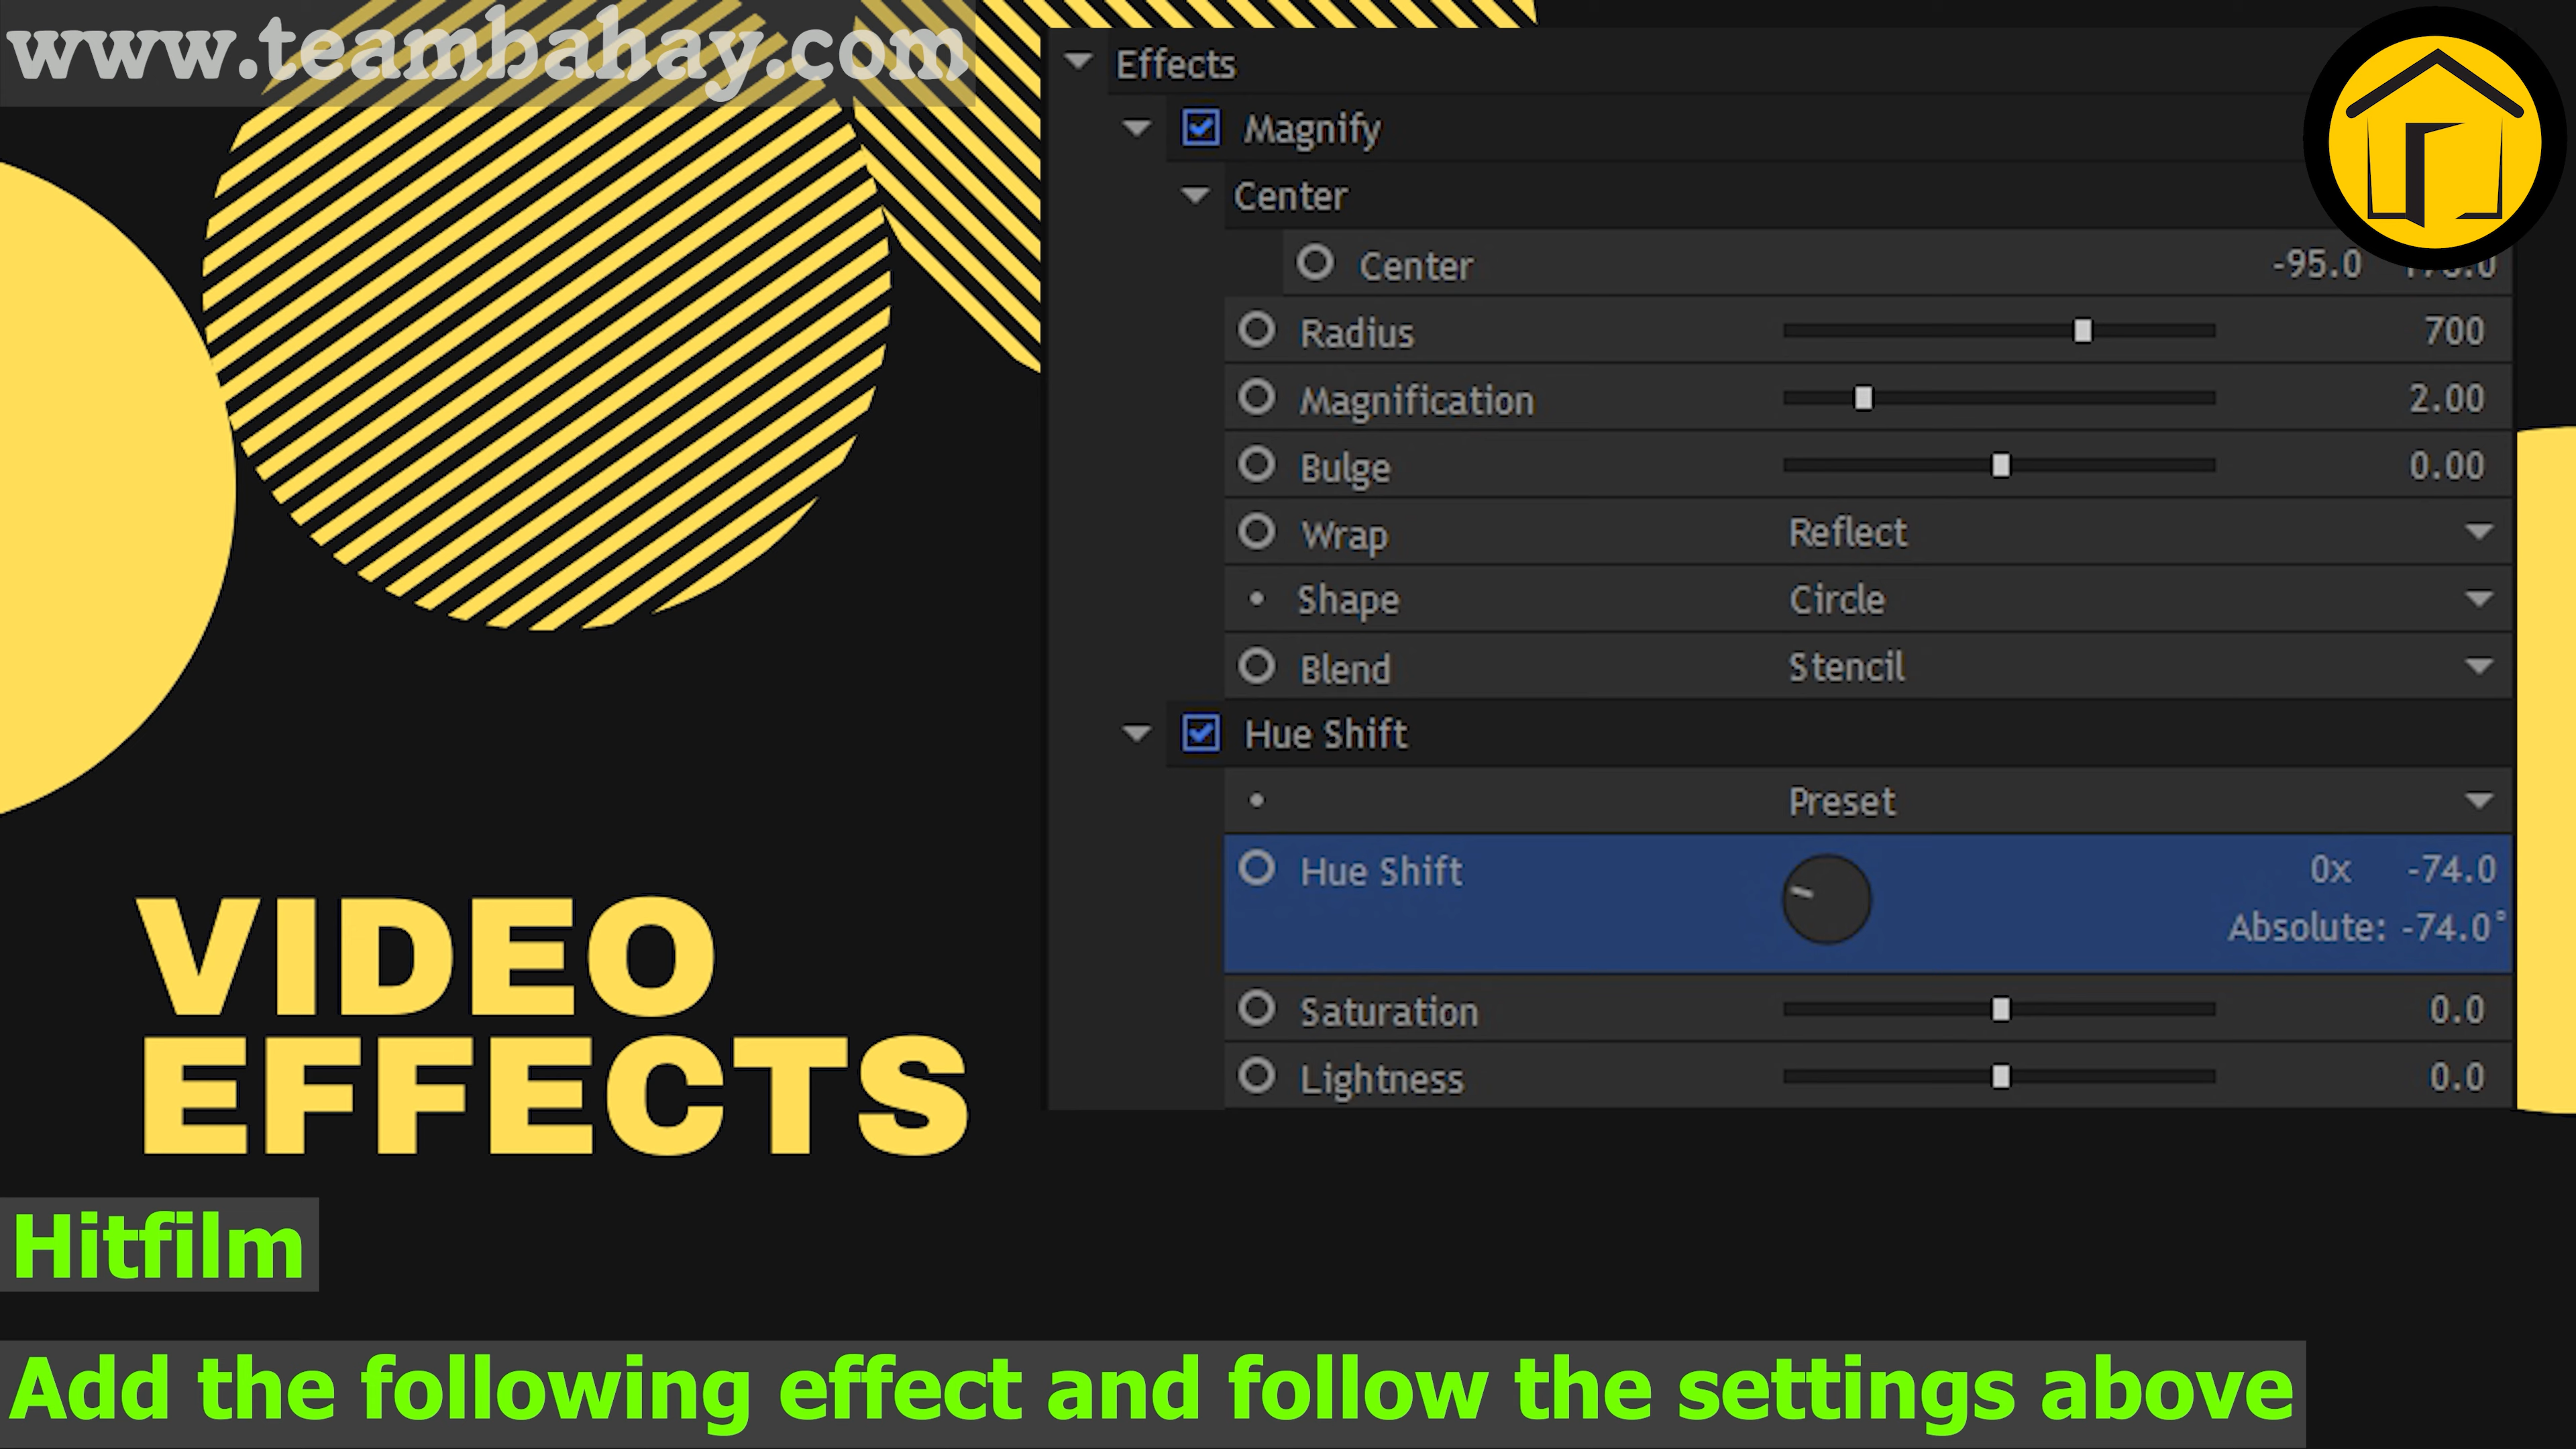 www.teambahay.com
Effects
Magnify
Center
Center -95.0
Radius 700
Magnification 2.00
Bulge 0.00
Wrap Reflect
Shape Circle
Blend Stencil
Hue Shift
Preset
Hue Shift 0x -74.0
Absolute: -74.0°
Saturation 0.0
Lightness 0.0
VIDEO
EFFECTS
Hitfilm
Add the following effect and follow the settings above